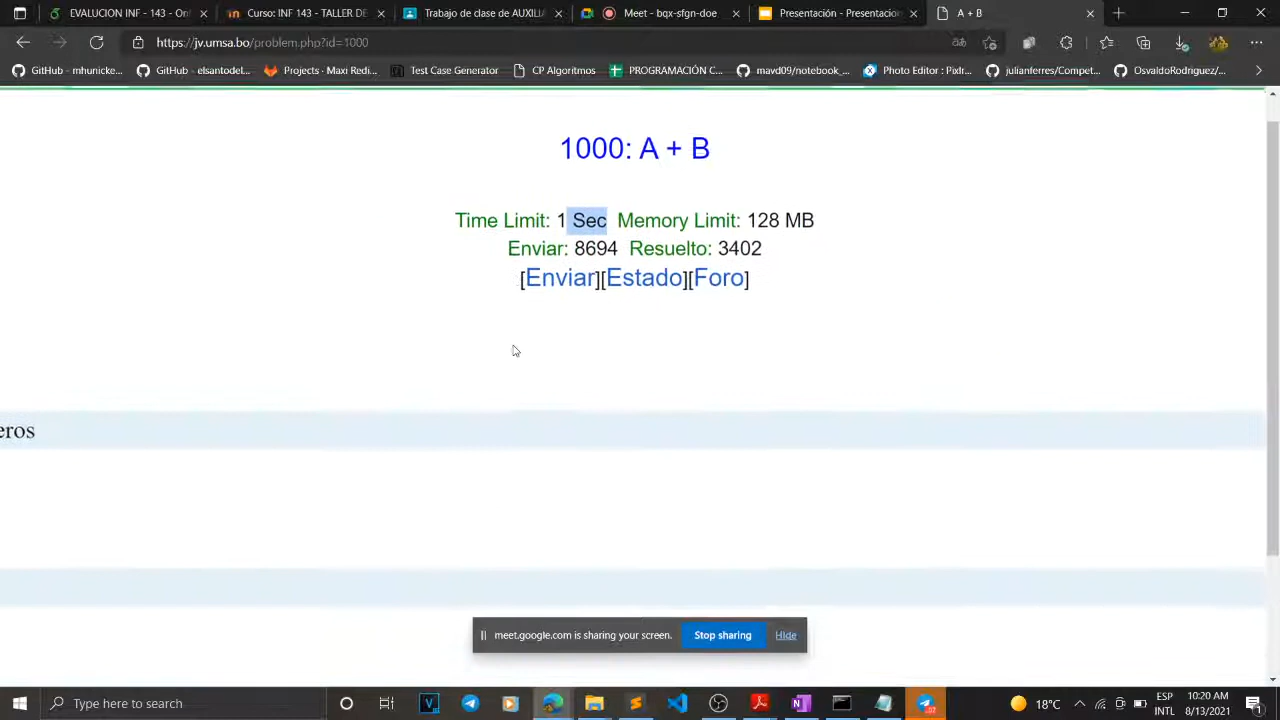 EVALUCION INF - 143 - On
Curso: INF 143 - TALLER DE
Trabajo de clase de AUXILIA
Meet - bqx-sfgn-doe
Presentación - Presentacion
A + B
https://jv.umsa.bo/problem.php?id=1000
GitHub - mhunicke...
GitHub - elsantodel...
Projects · Maxi Redi...
Test Case Generator
CP Algoritmos
PROGRAMACIÓN C...
mavd09/notebook_...
Photo Editor : Pixlr...
julianferres/Compet...
OsvaldoRodriguez/...
1000: A + B
Time Limit: 1 Sec Memory Limit: 128 MB
Enviar: 8694 Resuelto: 3402
[Enviar][Estado][Foro]
eros
meet.google.com is sharing your screen.
Stop sharing
Hide
Type here to search
18°C
ESP
INTL
10:20 AM
8/13/2021